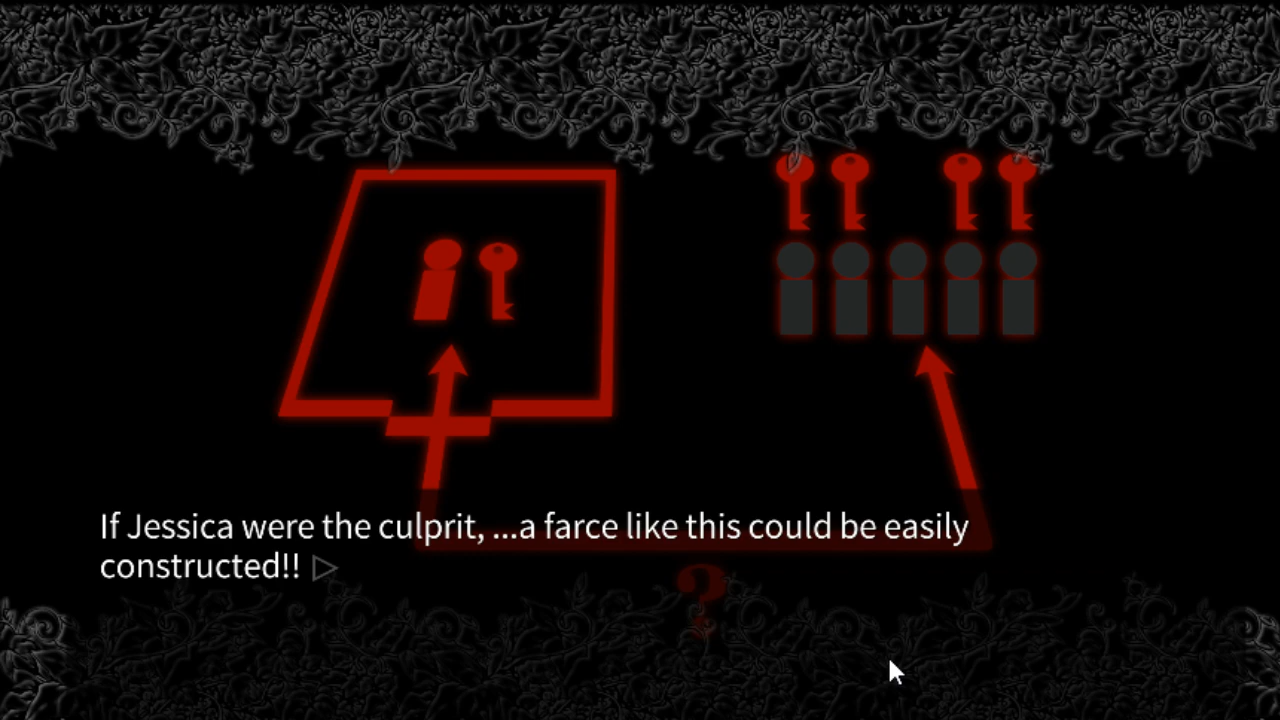 If Jessica were the culprit, ...a farce like this could be easily
constructed!!
?